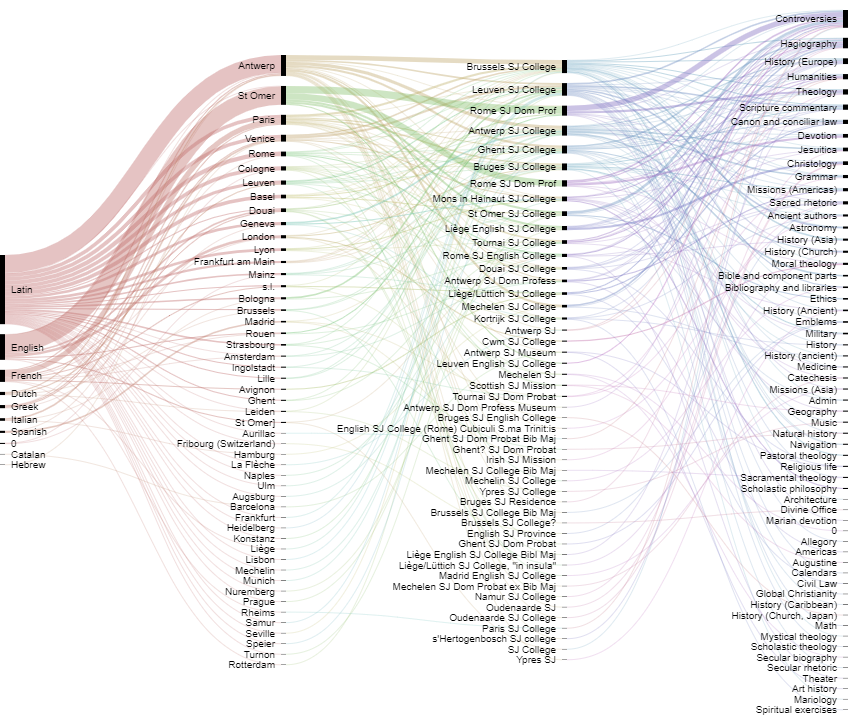 Latin
English
French
Dutch
Greek
Italian
Spanish
0
Catalan
Hebrew
Antwerp
St Omer
Paris
Venice
Rome
Cologne
Leuven
Basel
Douai
Geneva
London
Lyon
Frankfurt am Main
Mainz
s.l.
Bologna
Brussels
Madrid
Rouen
Strasbourg
Amsterdam
Ingolstadt
Lille
Avignon
Ghent
Leiden
St Omer]
Aurillac
Fribourg (Switzerland)
Hamburg
La Flèche
Naples
Ulm
Augsburg
Barcelona
Frankfurt
Heidelberg
Konstanz
Liège
Lisbon
Mechelin
Munich
Nuremberg
Prague
Rheims
Samur
Seville
Speier
Turnon
Rotterdam
Brussels SJ College
Leuven SJ College
Rome SJ Dom Prof
Antwerp SJ College
Ghent SJ College
Bruges SJ College
Rome SJ Dom Prof
Mons in Hainaut SJ College
St Omer SJ College
Liège English SJ College
Tournai SJ College
Rome SJ English College
Douai SJ College
Antwerp SJ Dom Profess
Liège/Lüttich SJ College
Mechelen SJ College
Kortrijk SJ College
Antwerp SJ
Cwm SJ College
Antwerp SJ Museum
Leuven English SJ College
Mechelen SJ
Scottish SJ Mission
Tournai SJ Dom Probat
Antwerp SJ Dom Profess Museum
Bruges SJ English College
English SJ College (Rome) Cubiculi S.ma Trinit:is
Ghent SJ Dom Probat Bib Maj
Ghent? SJ Dom Probat
Irish SJ Mission
Mechelen SJ College Bib Maj
Mechelin SJ College
Ypres SJ College
Bruges SJ Residence
Brussels SJ College Bib Maj
Brussels SJ College?
English SJ Province
Ghent SJ Dom Probat
Liège English SJ College Bibl Maj
Liège/Lüttich SJ College, "in insula"
Madrid English SJ College
Mechelen SJ Dom Probat ex Bib Maj
Namur SJ College
Oudenaarde SJ
Oudenaarde SJ College
Paris SJ College
s'Hertogenbosch SJ college
SJ College
Ypres SJ
Controversies
Hagiography
History (Europe)
Humanities
Theology
Scripture commentary
Canon and conciliar law
Devotion
Jesuitica
Christology
Grammar
Missions (Americas)
Sacred rhetoric
Ancient authors
Astronomy
History (Asia)
History (Church)
Moral theology
Bible and component parts
Bibliography and libraries
Ethics
History (Ancient)
Emblems
Military
History
History (ancient)
Medicine
Catechesis
Missions (Asia)
Admin
Geography
Music
Natural history
Navigation
Pastoral theology
Religious life
Sacramental theology
Scholastic philosophy
Architecture
Divine Office
Marian devotion
0
Allegory
Americas
Augustine
Calendars
Civil Law
Global Christianity
History (Caribbean)
History (Church, Japan)
Math
Mystical theology
Scholastic theology
Secular biography
Secular rhetoric
Theater
Art history
Mariology
Spiritual exercises